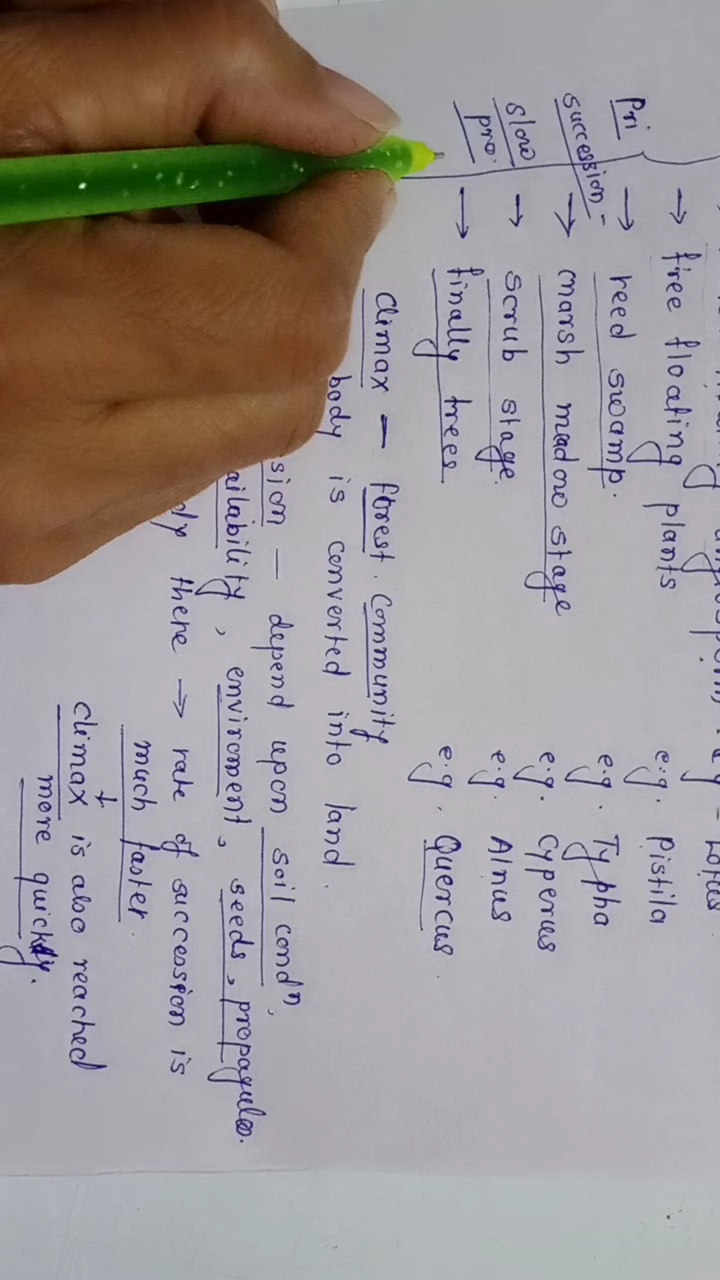 Lotus
→ free floating plants e.g. Pistila
Pri → reed swamp. e.g. Typha
succession - → marsh madow stage e.g. Cyperus
slow → scrub stage. e.g. Alnus
pro. → finally trees e.g. Quercus.
Climax - forest community
body is converted into land.
sion - depend upon soil condⁿ,
ailability, enviroment, seeds, propagules.
there → rate of succession is
much faster.
↓
climax is also reached
more quickly.